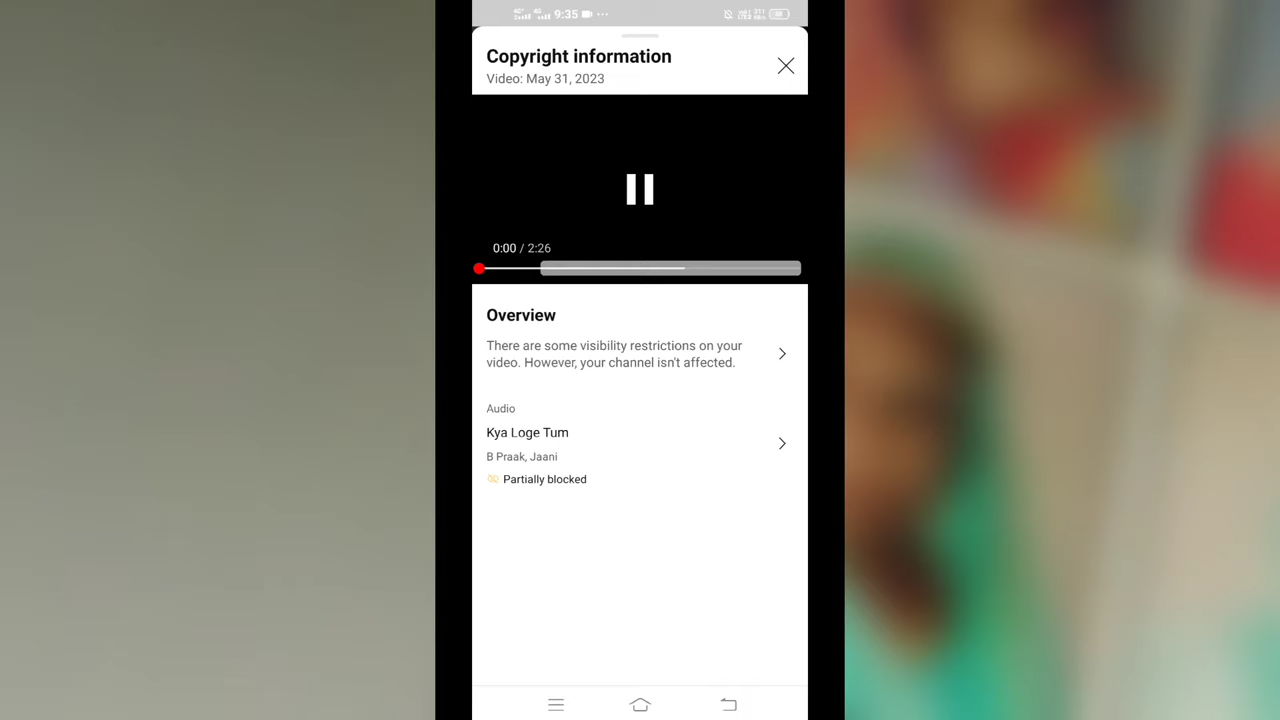 9:35
Copyright information
Video: May 31, 2023
0:00 / 2:26
Overview
There are some visibility restrictions on your
video. However, your channel isn't affected.
Audio
Kya Loge Tum
B Praak, Jaani
Partially blocked